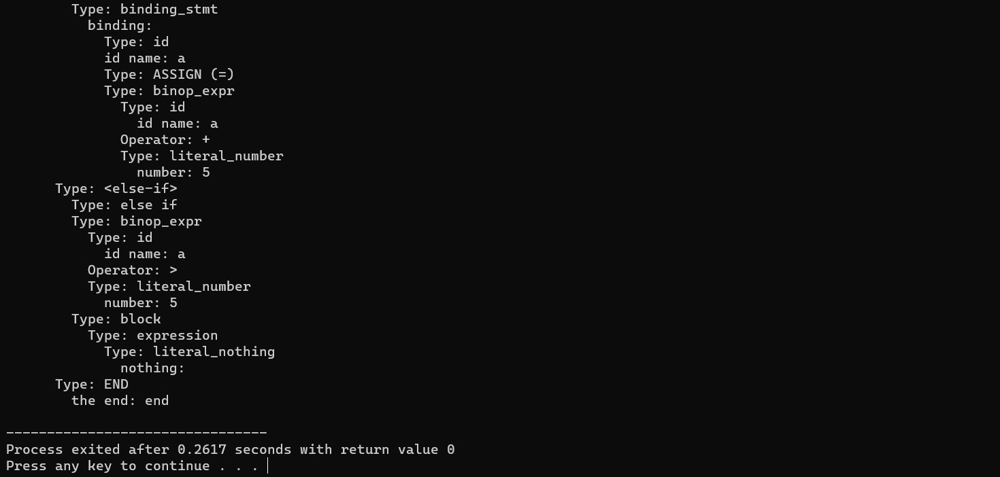 Type: binding_stmt
          binding:
            Type: id
            id name: a
            Type: ASSIGN (=)
            Type: binop_expr
              Type: id
                id name: a
              Operator: +
              Type: literal_number
                number: 5
      Type: <else-if>
        Type: else if
        Type: binop_expr
          Type: id
            id name: a
          Operator: >
          Type: literal_number
            number: 5
        Type: block
          Type: expression
            Type: literal_nothing
              nothing:
      Type: END
        the end: end

--------------------------------
Process exited after 0.2617 seconds with return value 0
Press any key to continue . . .